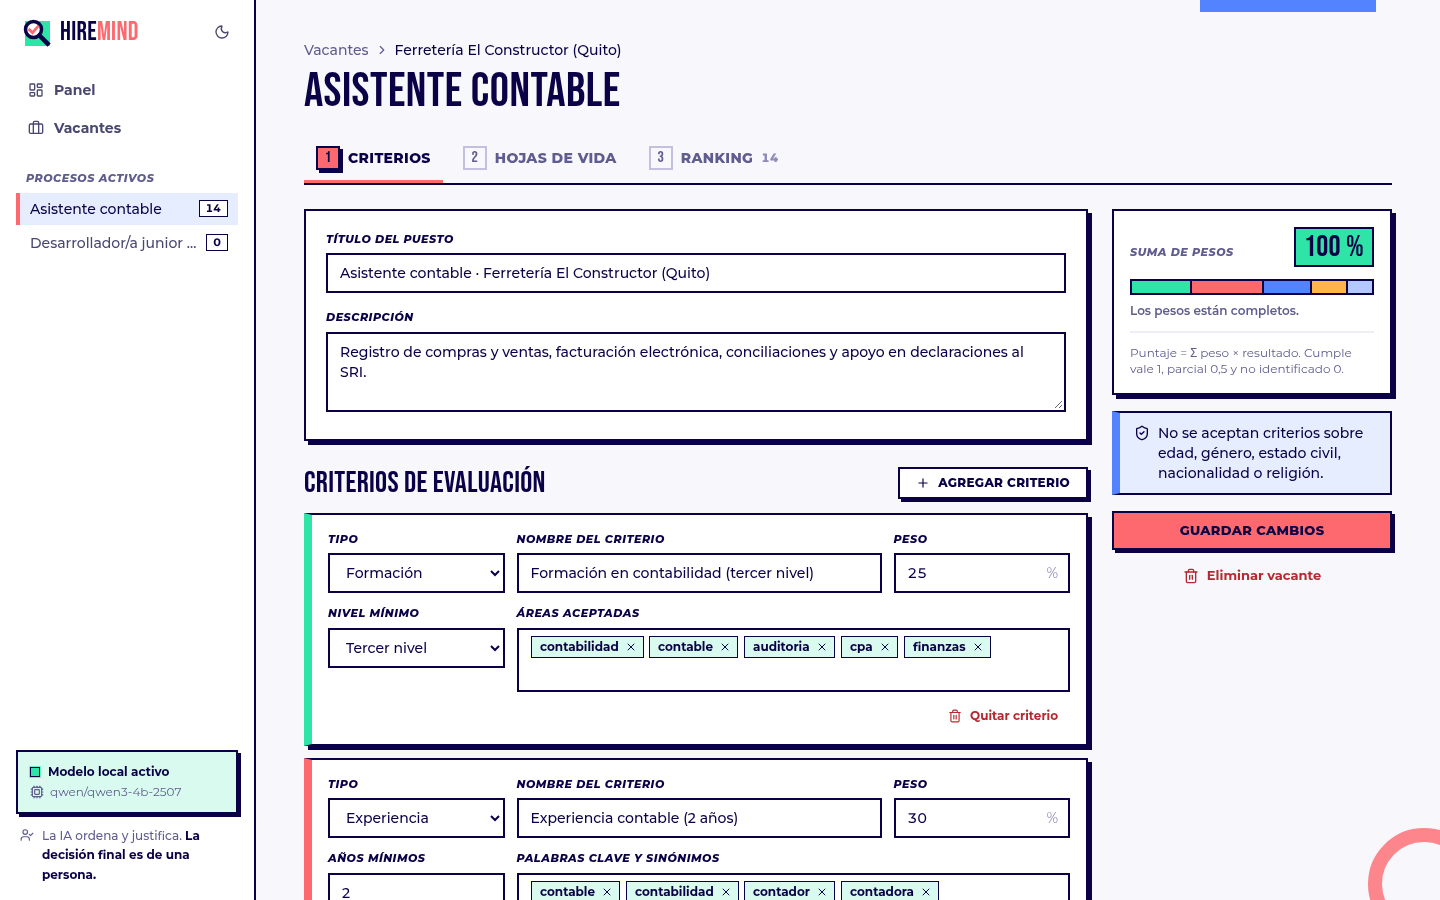 HIREMIND
Panel
Vacantes
PROCESOS ACTIVOS
Asistente contable 14
Desarrollador/a junior ... 0
Modelo local activo
qwen/qwen3-4b-2507
La IA ordena y justifica. La
decisión final es de una
persona.
Vacantes > Ferretería El Constructor (Quito)
ASISTENTE CONTABLE
1 CRITERIOS
2 HOJAS DE VIDA
3 RANKING 14
TÍTULO DEL PUESTO
Asistente contable · Ferretería El Constructor (Quito)
DESCRIPCIÓN
Registro de compras y ventas, facturación electrónica, conciliaciones y apoyo en declaraciones al
SRI.
CRITERIOS DE EVALUACIÓN
+ AGREGAR CRITERIO
TIPO NOMBRE DEL CRITERIO PESO
Formación Formación en contabilidad (tercer nivel) 25 %
NIVEL MÍNIMO ÁREAS ACEPTADAS
Tercer nivel contabilidad × contable × auditoria × cpa × finanzas ×
Quitar criterio
TIPO NOMBRE DEL CRITERIO PESO
Experiencia Experiencia contable (2 años) 30 %
AÑOS MÍNIMOS PALABRAS CLAVE Y SINÓNIMOS
2 contable × contabilidad × contador × contadora ×
SUMA DE PESOS 100 %
Los pesos están completos.
Puntaje = Σ peso × resultado. Cumple
vale 1, parcial 0,5 y no identificado 0.
No se aceptan criterios sobre
edad, género, estado civil,
nacionalidad o religión.
GUARDAR CAMBIOS
Eliminar vacante